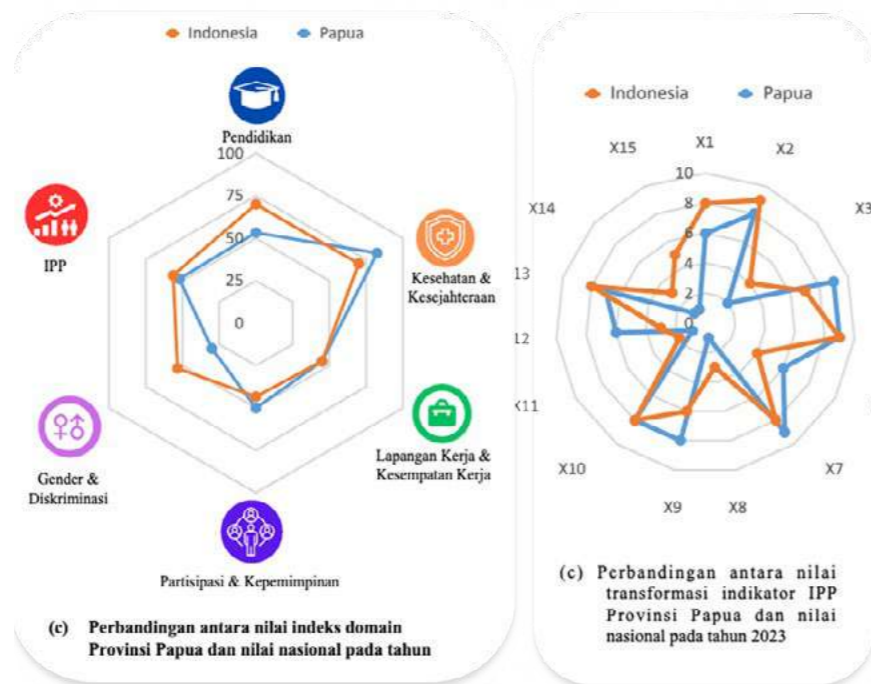 Indonesia Papua
Pendidikan
100
75
50
25
0
IPP
Kesehatan &
Kesejahteraan
Gender &
Diskriminasi
Lapangan Kerja &
Kesempatan Kerja
Partisipasi & Kepemimpinan
(c) Perbandingan antara nilai indeks domain
Provinsi Papua dan nilai nasional pada tahun
Indonesia Papua
X1
X15
X2
10
8
6
4
2
0
X14
X3
13
12
X11
X10
X7
X9
X8
(c) Perbandingan antara nilai
transformasi indikator IPP
Provinsi Papua dan nilai
nasional pada tahun 2023